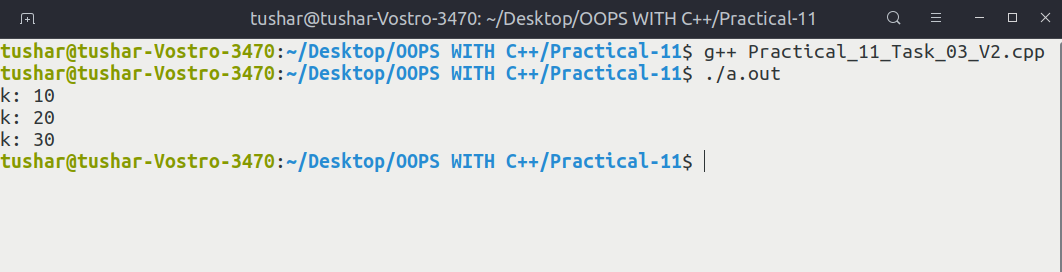 tushar@tushar-Vostro-3470: ~/Desktop/OOPS WITH C++/Practical-11
tushar@tushar-Vostro-3470:~/Desktop/OOPS WITH C++/Practical-11$ g++ Practical_11_Task_03_V2.cpp
tushar@tushar-Vostro-3470:~/Desktop/OOPS WITH C++/Practical-11$ ./a.out
k: 10
k: 20
k: 30
tushar@tushar-Vostro-3470:~/Desktop/OOPS WITH C++/Practical-11$